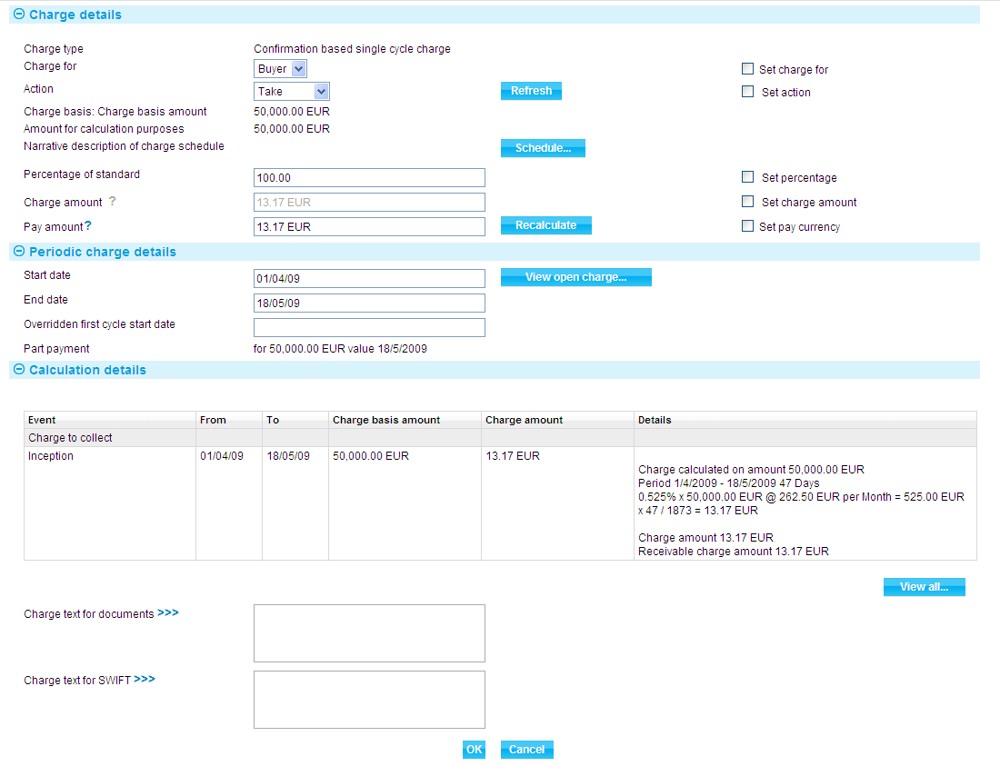 Charge details
Charge type Confirmation based single cycle charge
Charge for Buyer Set charge for
Action Take Refresh Set action
Charge basis: Charge basis amount 50,000.00 EUR
Amount for calculation purposes 50,000.00 EUR
Narrative description of charge schedule Schedule...
Percentage of standard 100.00 Set percentage
Charge amount ? 13.17 EUR Set charge amount
Pay amount? 13.17 EUR Recalculate Set pay currency
Periodic charge details
Start date 01/04/09 View open charge...
End date 18/05/09
Overridden first cycle start date
Part payment for 50,000.00 EUR value 18/5/2009
Calculation details
Event From To Charge basis amount Charge amount Details
Charge to collect
Inception 01/04/09 18/05/09 50,000.00 EUR 13.17 EUR
Charge calculated on amount 50,000.00 EUR
Period 1/4/2009 - 18/5/2009 47 Days
0.525% x 50,000.00 EUR @ 262.50 EUR per Month = 525.00 EUR
x 47 / 1873 = 13.17 EUR
Charge amount 13.17 EUR
Receivable charge amount 13.17 EUR
View all...
Charge text for documents >>>
Charge text for SWIFT >>>
OK Cancel